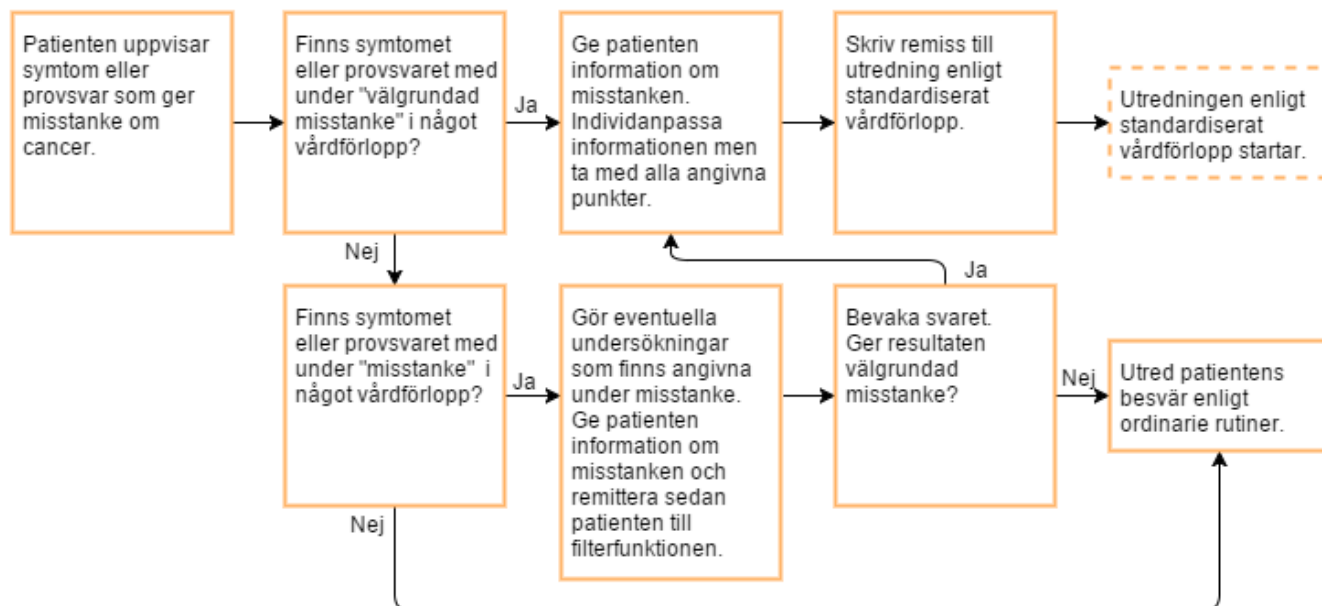 Patienten uppvisar
symtom eller
provsvar som ger
misstanke om
cancer.
Finns symtomet
eller provsvaret med
under "välgrundad
misstanke" i något
vårdförlopp?
Ja
Ge patienten
information om
misstanken.
Individanpassa
informationen men
ta med alla angivna
punkter.
Skriv remiss till
utredning enligt
standardiserat
vårdförlopp.
Utredningen enligt
standardiserat
vårdförlopp startar.
Nej
Ja
Finns symtomet
eller provsvaret med
under "misstanke"  i
något vårdförlopp?
Ja
Gör eventuella
undersökningar
som finns angivna
under misstanke.
Ge patienten
information om
misstanken och
remittera sedan
patienten till
filterfunktionen.
Bevaka svaret.
Ger resultaten
välgrundad
misstanke?
Nej
Utred patientens
besvär enligt
ordinarie rutiner.
Nej